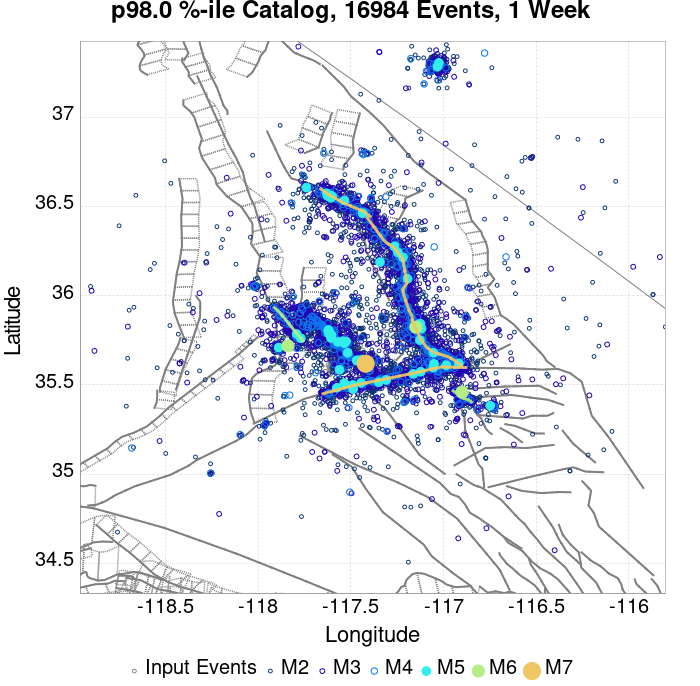 p98.0 %-ile Catalog, 16984 Events, 1 Week
37
36.5
36
35.5
35
34.5
Latitude
-118.5 -118 -117.5 -117 -116.5 -116
Longitude
Input Events M2 M3 M4 M5 M6 M7